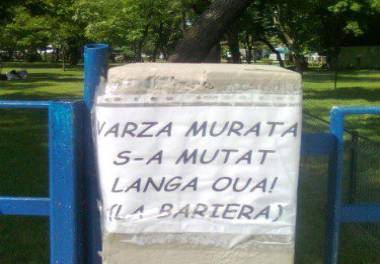 VARZA MURATA
S-A MUTAT
LANGA OUA!
(LA BARIERA)